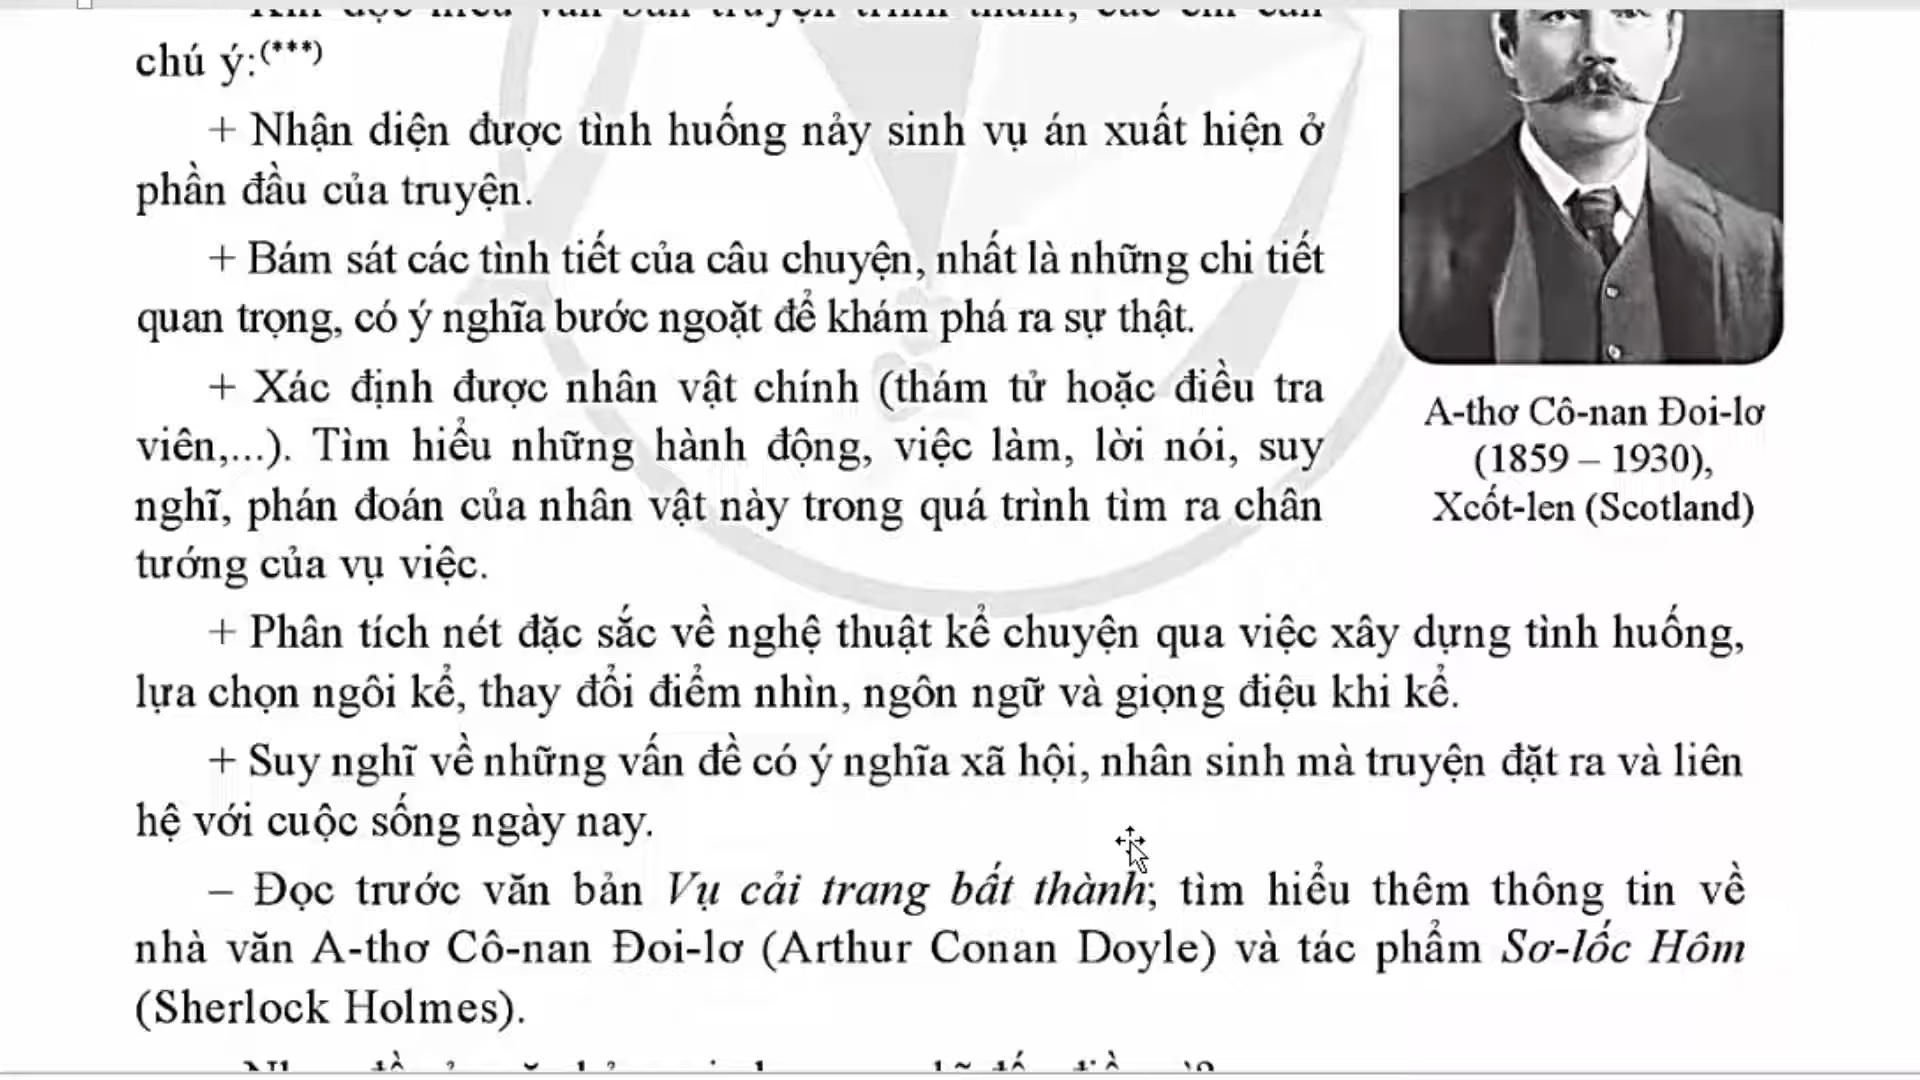 chú ý:(***)
+ Nhận diện được tình huống nảy sinh vụ án xuất hiện ở
phần đầu của truyện.
+ Bám sát các tình tiết của câu chuyện, nhất là những chi tiết
quan trọng, có ý nghĩa bước ngoặt để khám phá ra sự thật.
+ Xác định được nhân vật chính (thám tử hoặc điều tra
viên,...). Tìm hiểu những hành động, việc làm, lời nói, suy
nghĩ, phán đoán của nhân vật này trong quá trình tìm ra chân
tướng của vụ việc.
A-thơ Cô-nan Đoi-lơ
(1859 – 1930),
Xcốt-len (Scotland)
+ Phân tích nét đặc sắc về nghệ thuật kể chuyện qua việc xây dựng tình huống,
lựa chọn ngôi kể, thay đổi điểm nhìn, ngôn ngữ và giọng điệu khi kể.
+ Suy nghĩ về những vấn đề có ý nghĩa xã hội, nhân sinh mà truyện đặt ra và liên
hệ với cuộc sống ngày nay.
– Đọc trước văn bản Vụ cải trang bất thành; tìm hiểu thêm thông tin về
nhà văn A-thơ Cô-nan Đoi-lơ (Arthur Conan Doyle) và tác phẩm Sơ-lốc Hôm
(Sherlock Holmes).